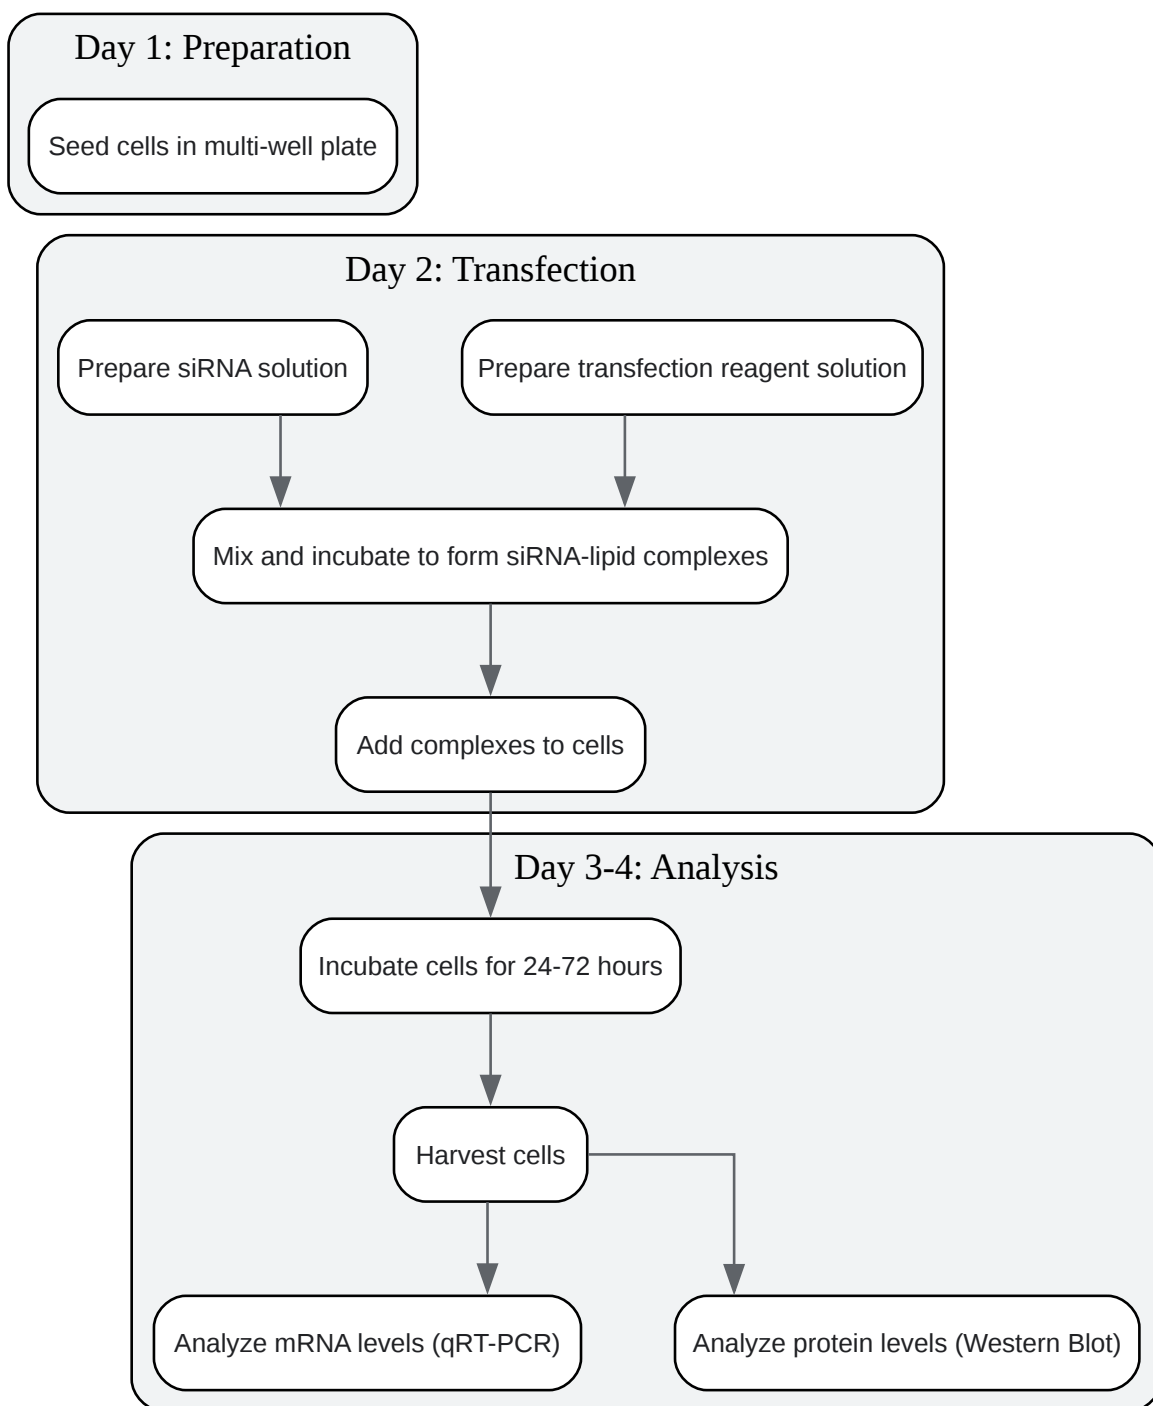 Day 1: Preparation
Seed cells in multi-well plate
Day 2: Transfection
Prepare siRNA solution
Prepare transfection reagent solution
Mix and incubate to form siRNA-lipid complexes
Add complexes to cells
Day 3-4: Analysis
Incubate cells for 24-72 hours
Harvest cells
Analyze mRNA levels (qRT-PCR)
Analyze protein levels (Western Blot)